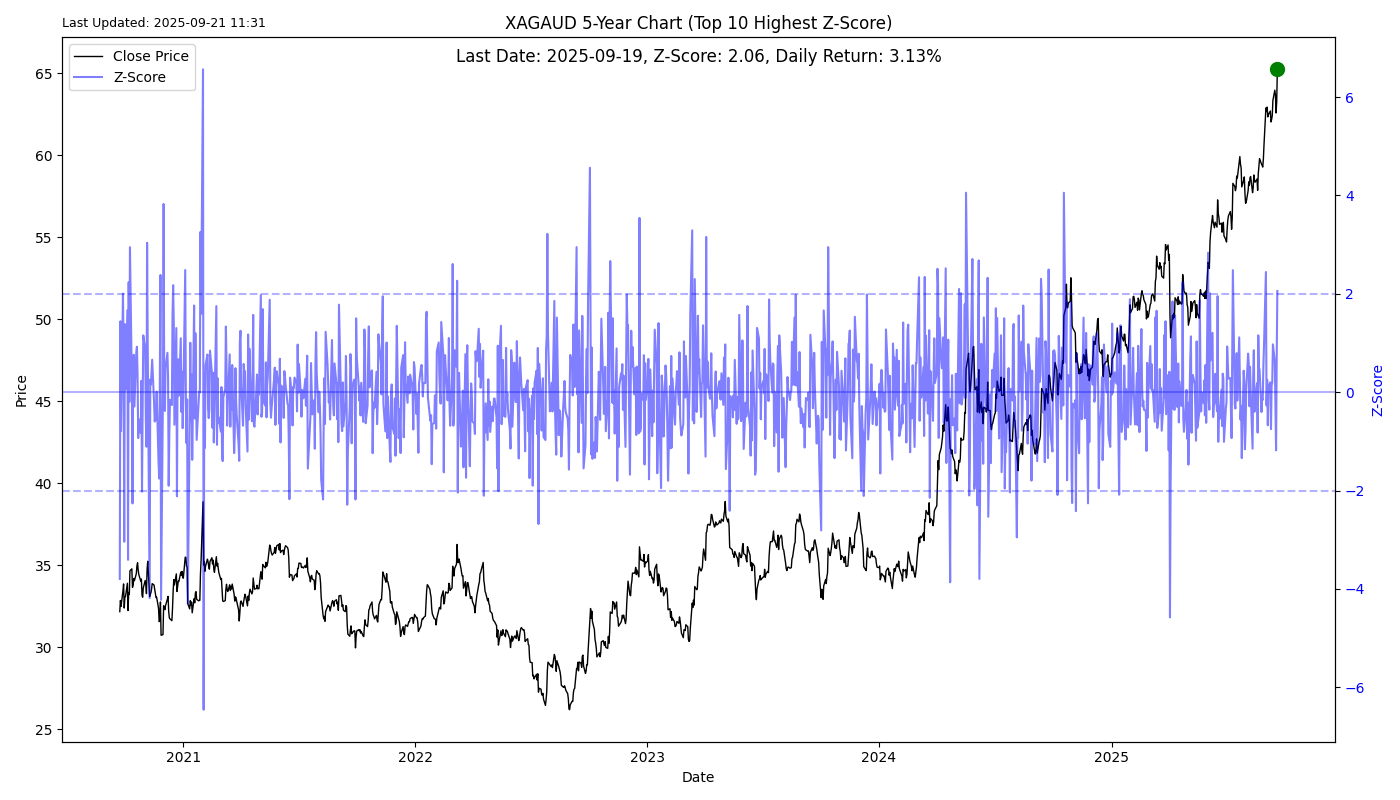 Last Updated: 2025-09-21 11:31
XAGAUD 5-Year Chart (Top 10 Highest Z-Score)
Last Date: 2025-09-19, Z-Score: 2.06, Daily Return: 3.13%
Close Price
Z-Score
65
60
55
50
45
40
35
30
25
Price
6
4
2
0
−2
−4
−6
Z-Score
2021
2022
2023
2024
2025
Date